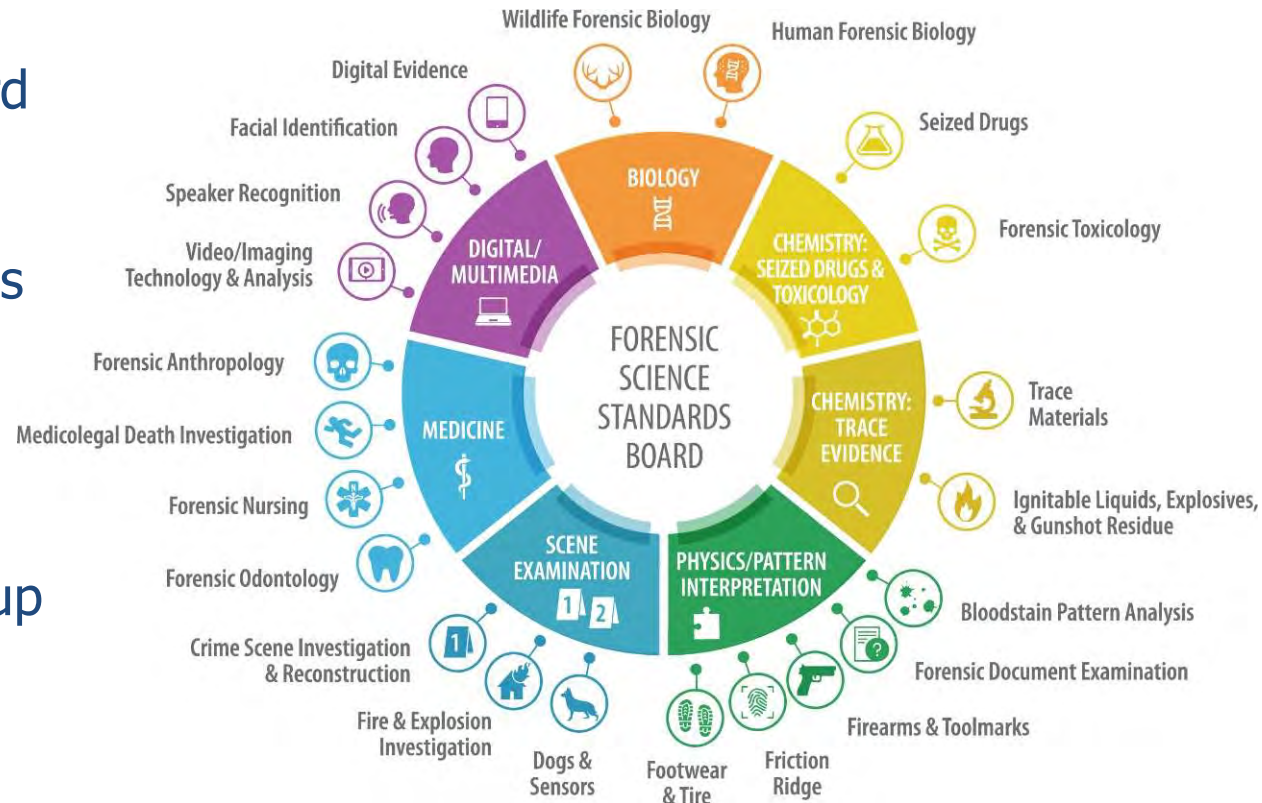 rd
s
up
Wildlife Forensic Biology
Human Forensic Biology
Digital Evidence
Facial Identification
Speaker Recognition
Video/Imaging
Technology & Analysis
Seized Drugs
Forensic Toxicology
BIOLOGY
DIGITAL/
MULTIMEDIA
CHEMISTRY:
SEIZED DRUGS &
TOXICOLOGY
FORENSIC
SCIENCE
STANDARDS
BOARD
Forensic Anthropology
Medicolegal Death Investigation
Forensic Nursing
Forensic Odontology
MEDICINE
CHEMISTRY:
TRACE
EVIDENCE
Trace
Materials
Ignitable Liquids, Explosives,
& Gunshot Residue
SCENE
EXAMINATION
1 2
PHYSICS/PATTERN
INTERPRETATION
Crime Scene Investigation
& Reconstruction
1
Fire & Explosion
Investigation
Dogs &
Sensors
Footwear
& Tire
Friction
Ridge
Firearms & Toolmarks
Forensic Document Examination
?
Bloodstain Pattern Analysis